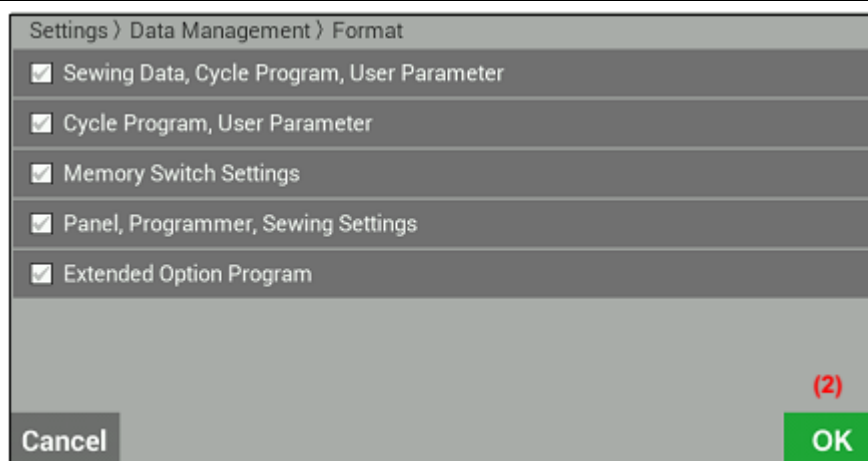 Settings 〉 Data Management 〉 Format
Sewing Data, Cycle Program, User Parameter
Cycle Program, User Parameter
Memory Switch Settings
Panel, Programmer, Sewing Settings
Extended Option Program
(2)
Cancel OK